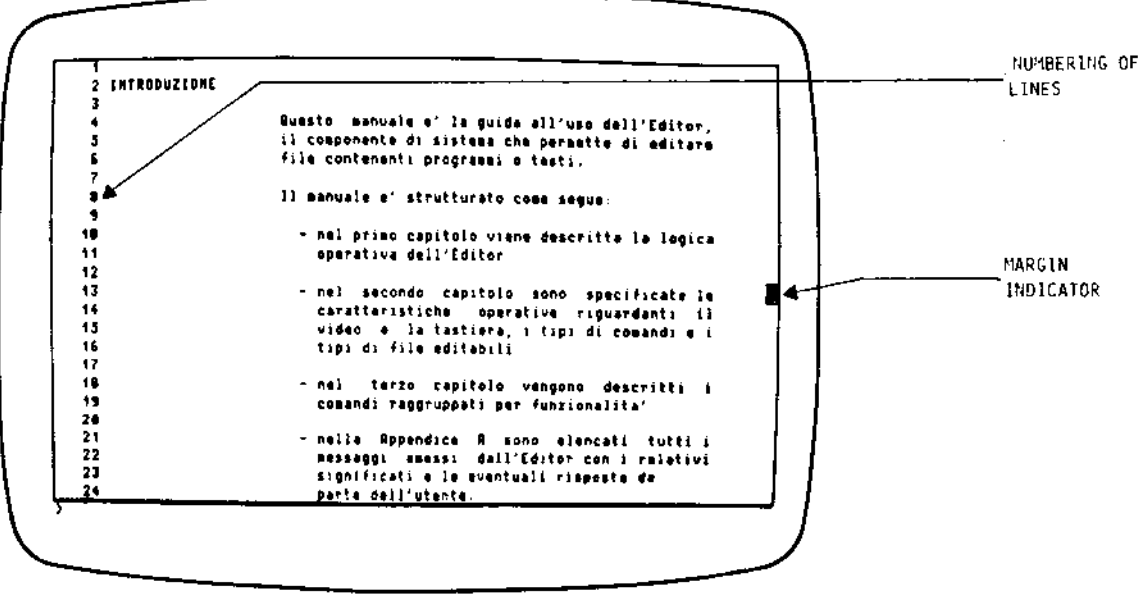 1
2 INTRODUZIONE
3
4 Questo manuale e' la guida all'uso dell'Editor,
5 il componente di sistema che permette di editare
6 file contenenti programmi o testi.
7
8 Il manuale e' strutturato come segue:
9
10 - nel primo capitolo viene descritta la logica
11 operativa dell'Editor
12
13 - nel secondo capitolo sono specificate le
14 caratteristiche operative riguardanti il
15 video e la tastiera, i tipi di comandi e i
16 tipi di file editabili
17
18 - nel terzo capitolo vengono descritti i
19 comandi raggruppati per funzionalita'
20
21 - nella Appendice A sono elencati tutti i
22 messaggi emessi dall'Editor con i relativi
23 significati e le eventuali risposte da
24 parte dell'utente.
NUMBERING OF
LINES
MARGIN
INDICATOR